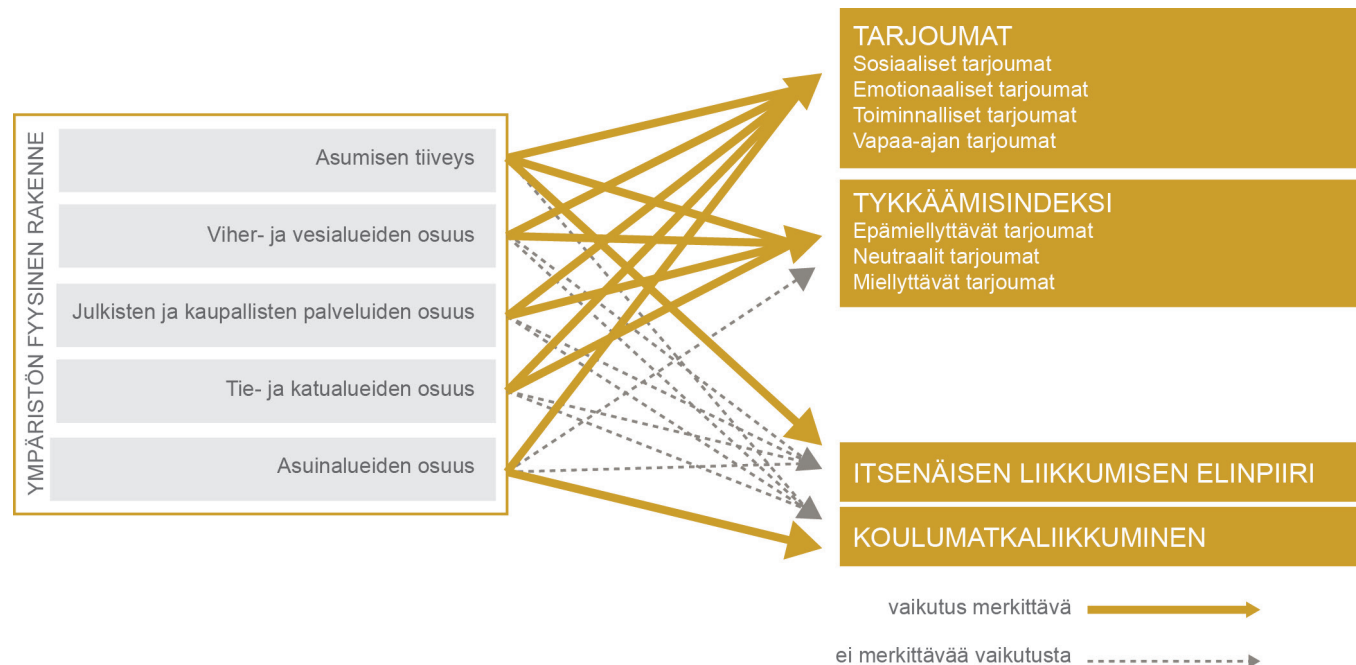 YMPÄRISTÖN FYYSINEN RAKENNE
Asumisen tiiveys
Viher- ja vesialueiden osuus
Julkisten ja kaupallisten palveluiden osuus
Tie- ja katualueiden osuus
Asuinalueiden osuus
TARJOUMAT
Sosiaaliset tarjoumat
Emotionaaliset tarjoumat
Toiminnalliset tarjoumat
Vapaa-ajan tarjoumat
TYKKÄÄMISINDEKSI
Epämiellyttävät tarjoumat
Neutraalit tarjoumat
Miellyttävät tarjoumat
ITSENÄISEN LIIKKUMISEN ELINPIIRI
KOULUMATKALIIKKUMINEN
vaikutus merkittävä
ei merkittävää vaikutusta